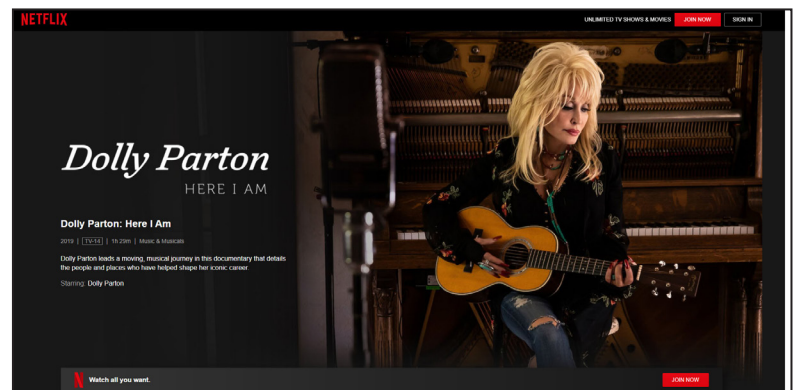 NETFLIX
UNLIMITED TV SHOWS & MOVIES JOIN NOW SIGN IN
Dolly Parton
HERE I AM
Dolly Parton: Here I Am
2019 | TV-14 | 1h 29m | Music & Musicals
Dolly Parton leads a moving, musical journey in this documentary that details
the people and places who have helped shape her iconic career.
Starring: Dolly Parton
N Watch all you want. JOIN NOW